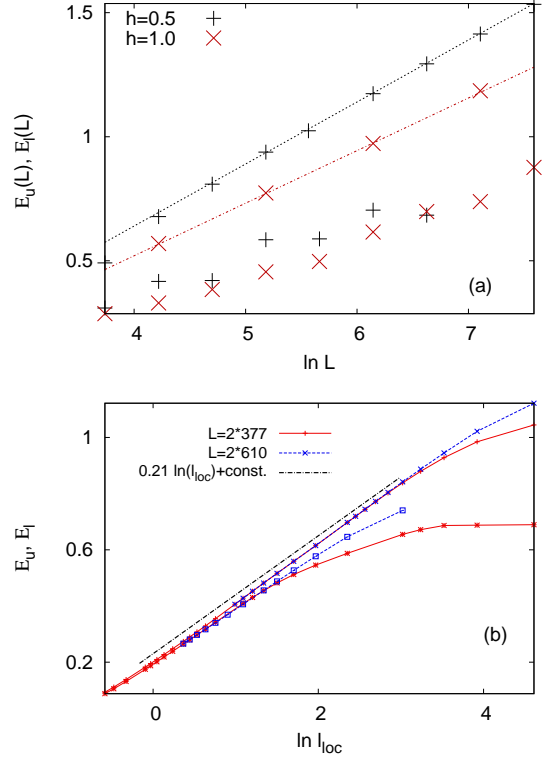 1.5
1
0.5
h=0.5
h=1.0
E_u(L), E_l(L)
4
5
6
7
ln L
(a)
1
0.6
0.2
L=2*377
L=2*610
0.21 ln(l_loc)+const.
E_u, E_l
0
2
4
ln l_loc
(b)